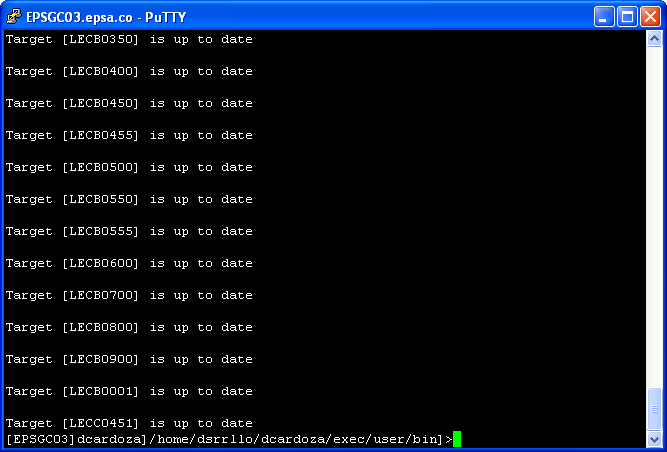 EPSGC03.epsa.co - PuTTY
Target [LECB0350] is up to date
Target [LECB0400] is up to date
Target [LECB0450] is up to date
Target [LECB0455] is up to date
Target [LECB0500] is up to date
Target [LECB0550] is up to date
Target [LECB0555] is up to date
Target [LECB0600] is up to date
Target [LECB0700] is up to date
Target [LECB0800] is up to date
Target [LECB0900] is up to date
Target [LECB0001] is up to date
Target [LECC0451] is up to date
[EPSGC03]dcardoza]/home/dsrrllo/dcardoza/exec/user/bin]>